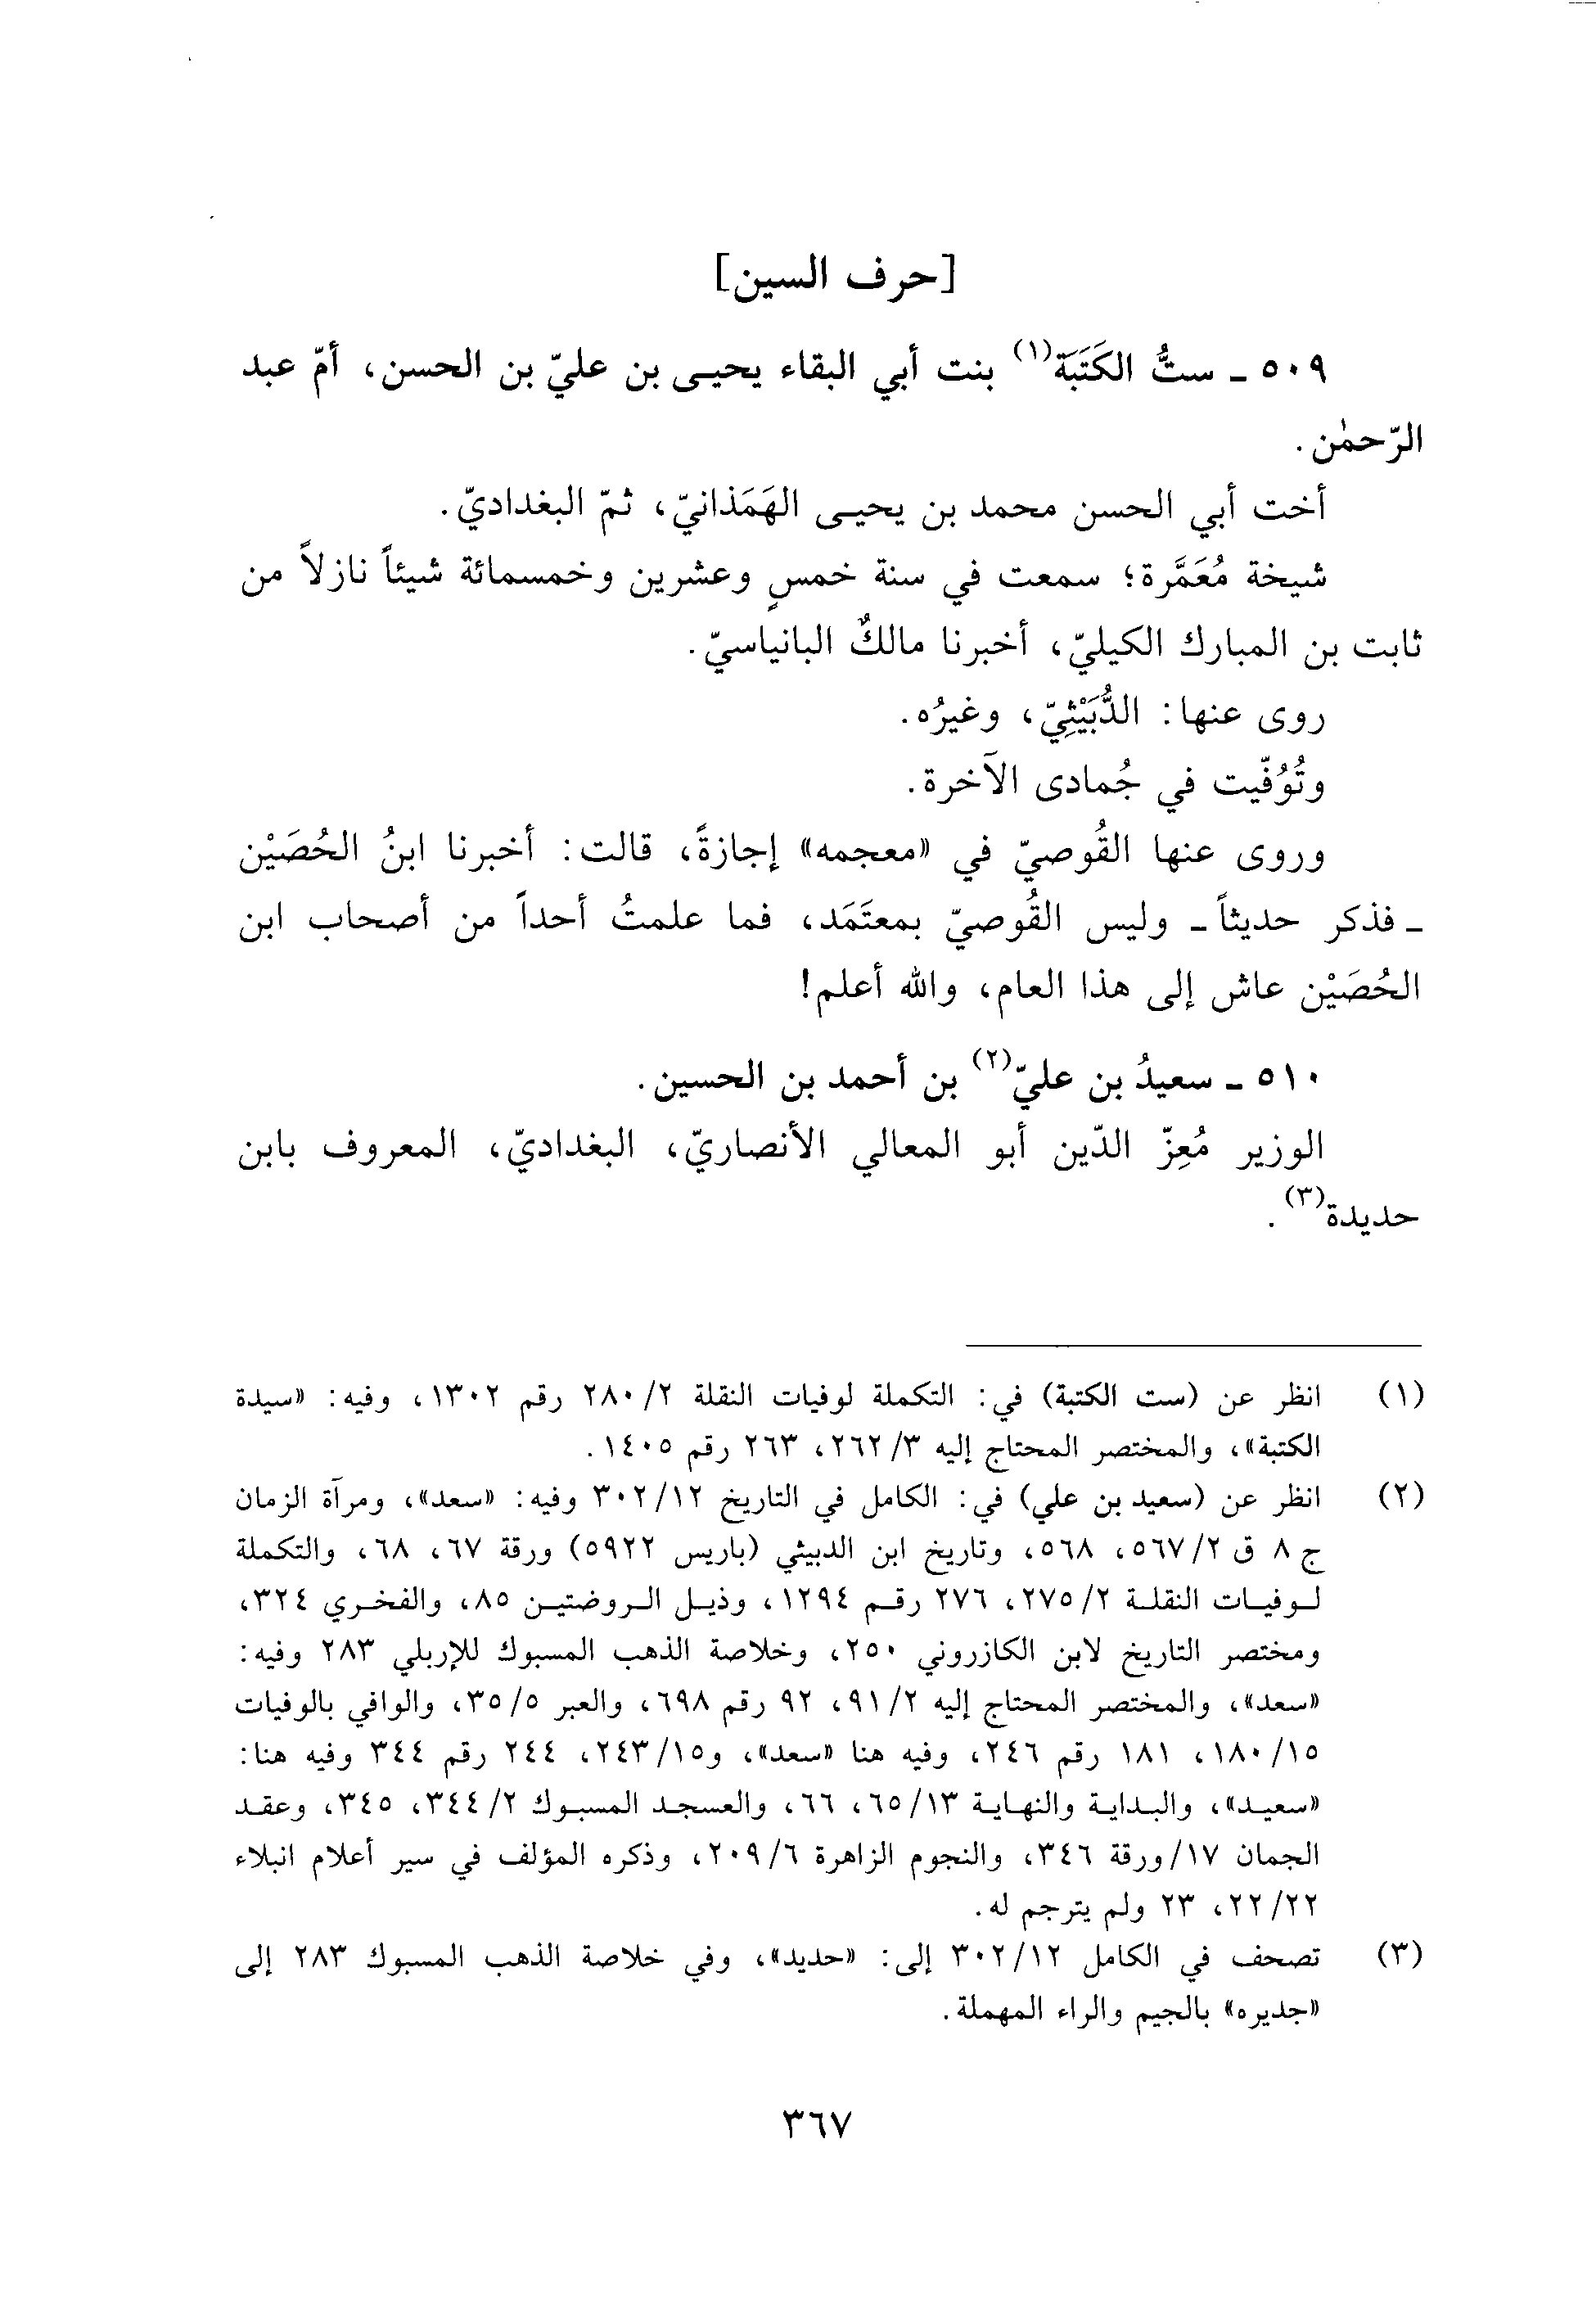 [حرف السين]
٥٠٩ ـ ستُّ الكَتَبَة(١) بنت أبي البقاء يحيى بن عليّ بن الحسن، أمّ عبد
الرّحمٰن.
أخت أبي الحسن محمد بن يحيى الهَمَذانيّ، ثمّ البغداديّ.
شيخة مُعَمَّرة؛ سمعت في سنة خمسٍ وعشرين وخمسمائة شيئاً نازلاً من
ثابت بن المبارك الكيليّ، أخبرنا مالكٌ البانياسيّ.
روى عنها: الدُّبَيْثِيّ، وغيرُه.
وتُوُفّيت في جُمادى الآخرة.
وروى عنها القُوصيّ في «معجمه» إجازةً، قالت: أخبرنا ابنُ الحُصَيْن
ـ فذكر حديثاً ـ وليس القُوصيّ بمعتَمَد، فما علمتُ أحداً من أصحاب ابن
الحُصَيْن عاش إلى هذا العام، والله أعلم!
٥١٠ ـ سعيدُ بن عليّ(٢) بن أحمد بن الحسين.
الوزير مُعِزّ الدّين أبو المعالي الأنصاريّ، البغداديّ، المعروف بابن
حديدة(٣).
(١) انظر عن (ست الكتبة) في: التكملة لوفيات النقلة ٢/ ٢٨٠ رقم ١٣٠٢، وفيه: «سيدة
الكتبة»، والمختصر المحتاج إليه ٣/ ٢٦٢، ٢٦٣ رقم ١٤٠٥.
(٢) انظر عن (سعيد بن علي) في: الكامل في التاريخ ١٢/ ٣٠٢ وفيه: «سعد»، ومرآة الزمان
ج ٨ ق ٢/ ٥٦٧، ٥٦٨، وتاريخ ابن الدبيثي (باريس ٥٩٢٢) ورقة ٦٧، ٦٨، والتكملة
لوفيات النقلة ٢/ ٢٧٥، ٢٧٦ رقم ١٢٩٤، وذيل الروضتين ٨٥، والفخري ٣٢٤،
ومختصر التاريخ لابن الكازروني ٢٥٠، وخلاصة الذهب المسبوك للإربلي ٢٨٣ وفيه:
«سعد»، والمختصر المحتاج إليه ٢/ ٩١، ٩٢ رقم ٦٩٨، والعبر ٥/ ٣٥، والوافي بالوفيات
١٥/ ١٨٠، ١٨١ رقم ٢٤٦، وفيه هنا «سعد»، و١٥/ ٢٤٣، ٢٤٤ رقم ٣٤٤ وفيه هنا:
«سعيد»، والبداية والنهاية ١٣/ ٦٥، ٦٦، والعسجد المسبوك ٢/ ٣٤٤، ٣٤٥، وعقد
الجمان ١٧/ ورقة ٣٤٦، والنجوم الزاهرة ٦/ ٢٠٩، وذكره المؤلف في سير أعلام انبلاء
٢٢/ ٢٢، ٢٣ ولم يترجم له.
(٣) تصحف في الكامل ١٢/ ٣٠٢ إلى: «حديد»، وفي خلاصة الذهب المسبوك ٢٨٣ إلى
«جديره» بالجيم والراء المهملة.
٣٦٧